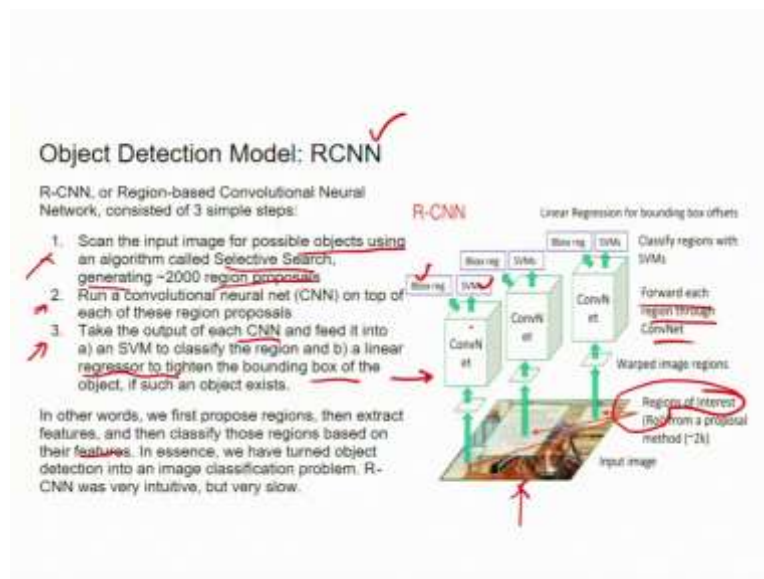 Object Detection Model: RCNN
R-CNN, or Region-based Convolutional Neural
Network, consisted of 3 simple steps:
1. Scan the input image for possible objects using
an algorithm called Selective Search,
generating ~2000 region proposals
2. Run a convolutional neural net (CNN) on top of
each of these region proposals
3. Take the output of each CNN and feed it into
a) an SVM to classify the region and b) a linear
regressor to tighten the bounding box of the
object, if such an object exists.
In other words, we first propose regions, then extract
features, and then classify those regions based on
their features. In essence, we have turned object
detection into an image classification problem. R-
CNN was very intuitive, but very slow.
R-CNN
Linear Regression for bounding box offsets
Bbox reg SVMs
Classify regions with
SVMs
Bbox reg SVMs
Bbox reg SVMs
Forward each
region through
ConvNet
ConvN
et
ConvN
et
ConvN
et
Warped image regions
Regions of Interest
(RoI) from a proposal
method (~2k)
Input image